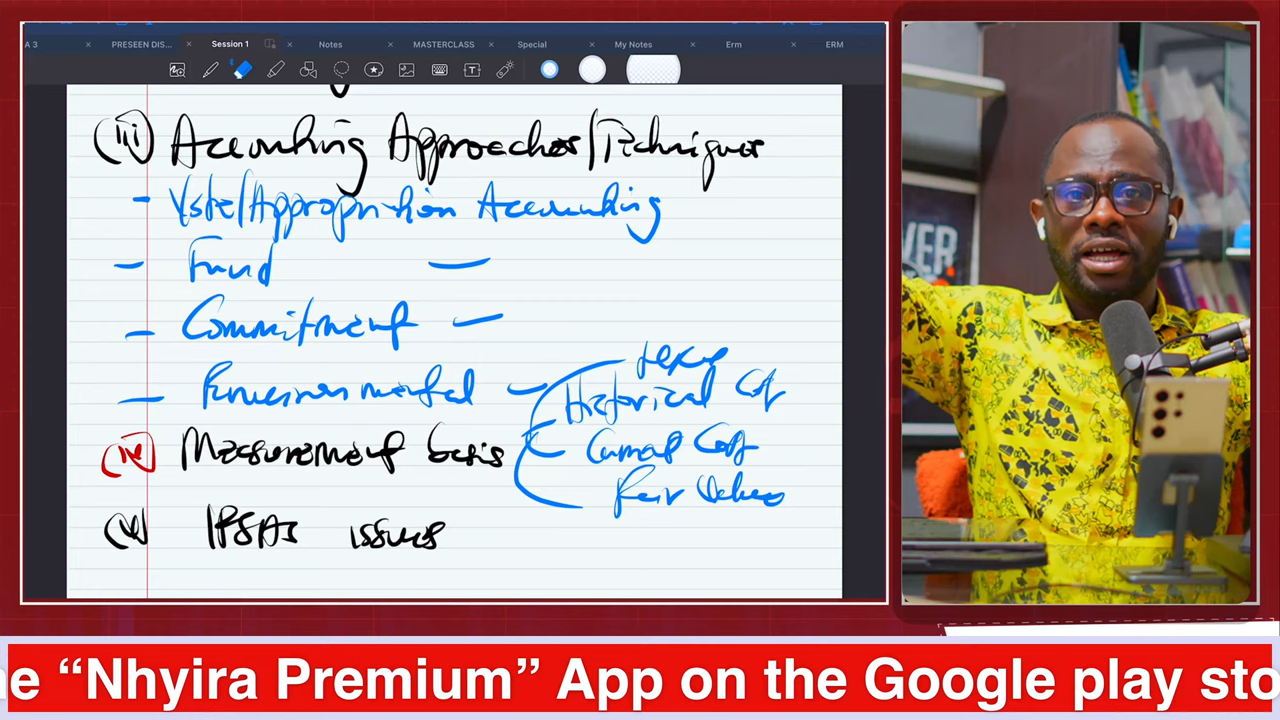 A 3
PRESEEN DIS...
Session 1
Notes
MASTERCLASS
Special
My Notes
Erm
ERM
(iii) Accounting Approaches/Techniques
- Vote/Appropriation Accounting
- Fund —
- Commitment —
Historical Cost
(iv) Measurement basis
Current Cost
Fair Values
(v) IPSAS issues
e “Nhyira Premium” App on the Google play sto